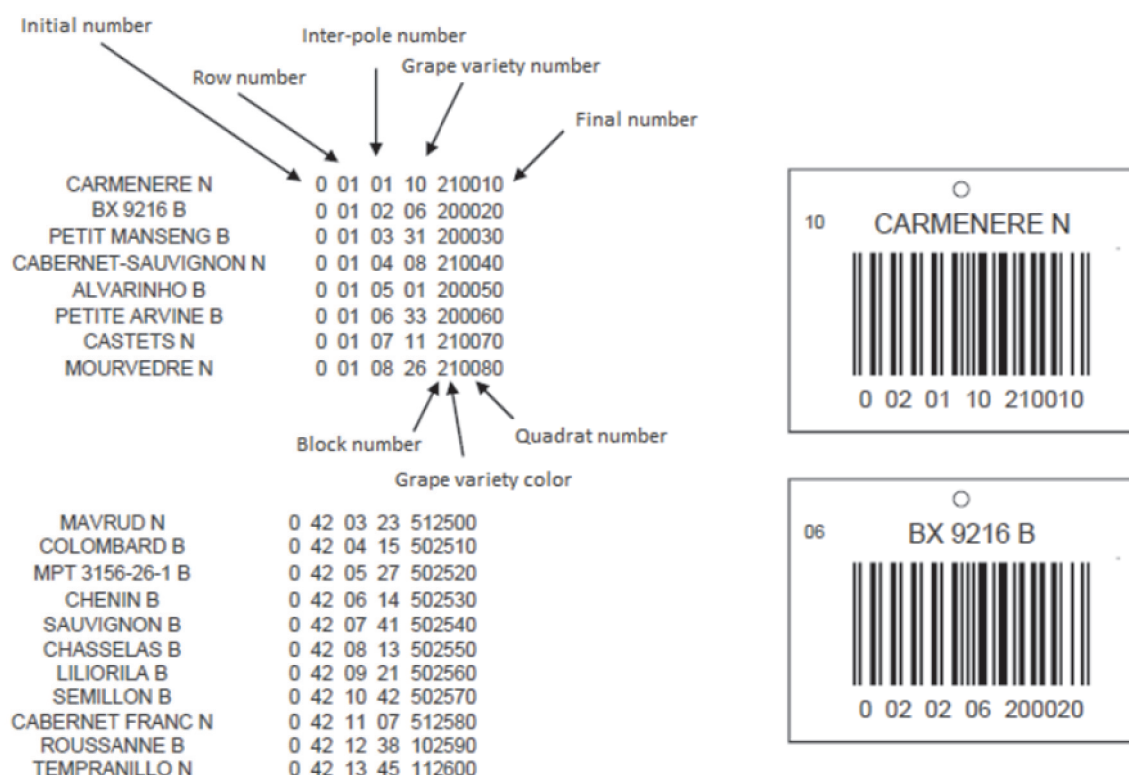 Initial number
Inter-pole number
Row number
Grape variety number
Final number
CARMENERE N 0 01 01 10 210010
BX 9216 B 0 01 02 06 200020
PETIT MANSENG B 0 01 03 31 200030
CABERNET-SAUVIGNON N 0 01 04 08 210040
ALVARINHO B 0 01 05 01 200050
PETITE ARVINE B 0 01 06 33 200060
CASTETS N 0 01 07 11 210070
MOURVEDRE N 0 01 08 26 210080
Block number
Quadrat number
Grape variety color
MAVRUD N 0 42 03 23 512500
COLOMBARD B 0 42 04 15 502510
MPT 3156-26-1 B 0 42 05 27 502520
CHENIN B 0 42 06 14 502530
SAUVIGNON B 0 42 07 41 502540
CHASSELAS B 0 42 08 13 502550
LILIORILA B 0 42 09 21 502560
SEMILLON B 0 42 10 42 502570
CABERNET FRANC N 0 42 11 07 512580
ROUSSANNE B 0 42 12 38 102590
TEMPRANILLO N 0 42 13 45 112600
10 CARMENERE N
0 02 01 10 210010
06 BX 9216 B
0 02 02 06 200020